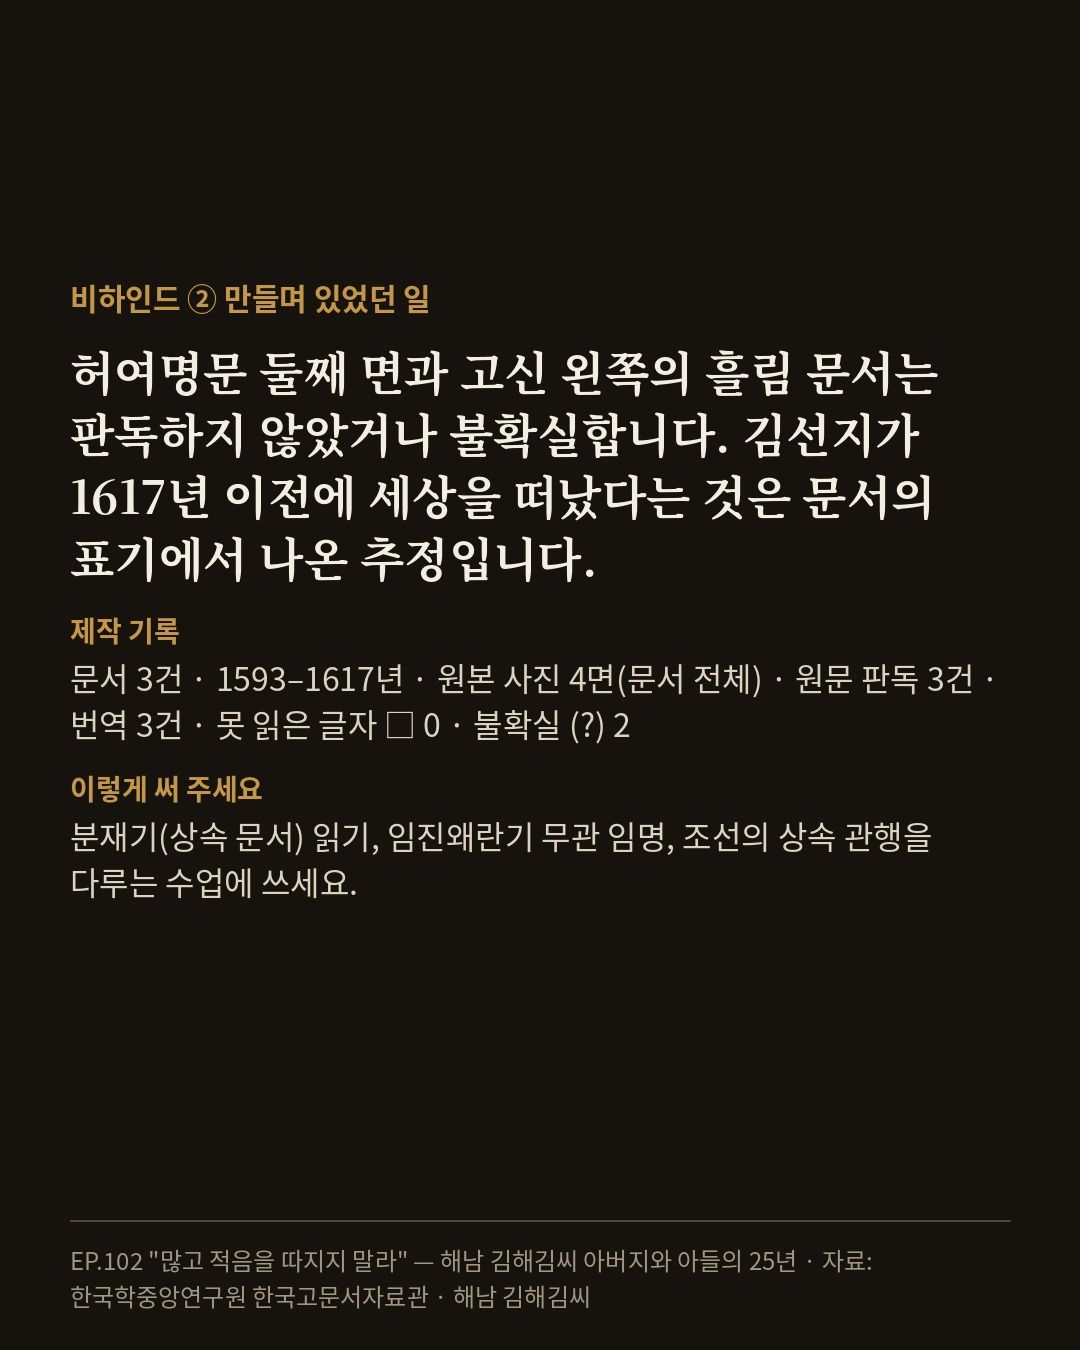 비하인드 ② 만들며 있었던 일
허여명문 둘째 면과 고신 왼쪽의 흘림 문서는
판독하지 않았거나 불확실합니다. 김선지가
1617년 이전에 세상을 떠났다는 것은 문서의
표기에서 나온 추정입니다.
제작 기록
문서 3건 · 1593–1617년 · 원본 사진 4면(문서 전체) · 원문 판독 3건 ·
번역 3건 · 못 읽은 글자 □ 0 · 불확실 (?) 2
이렇게 써 주세요
분재기(상속 문서) 읽기, 임진왜란기 무관 임명, 조선의 상속 관행을
다루는 수업에 쓰세요.
EP.102 "많고 적음을 따지지 말라" — 해남 김해김씨 아버지와 아들의 25년 · 자료:
한국학중앙연구원 한국고문서자료관 · 해남 김해김씨